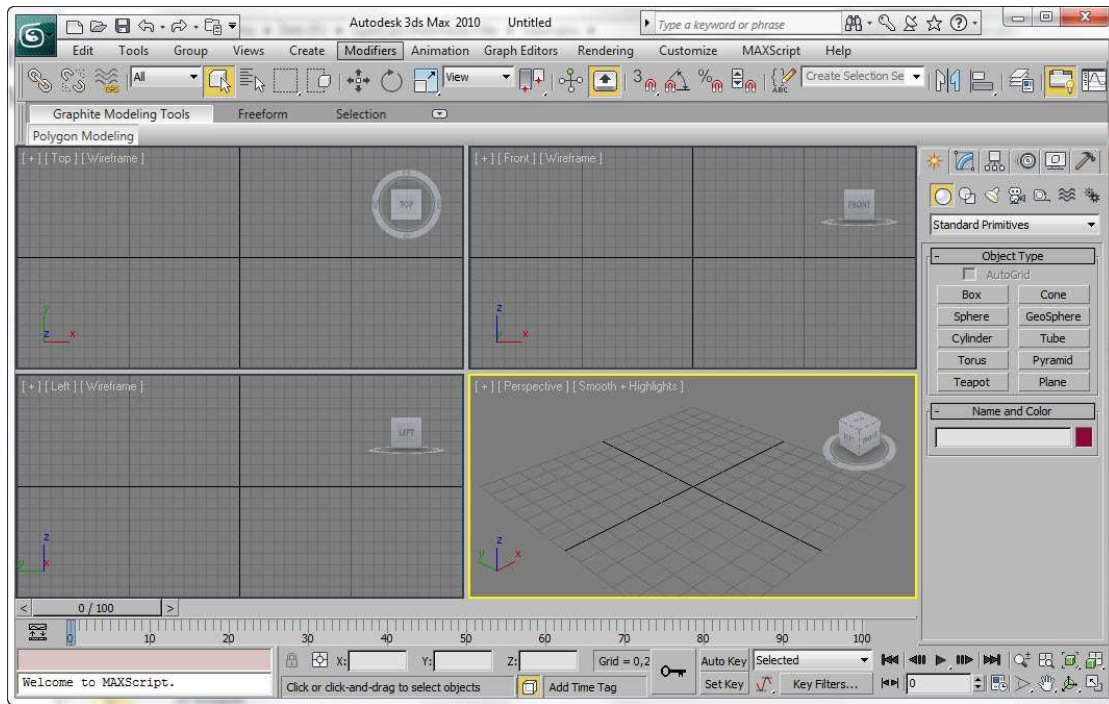 Autodesk 3ds Max 2010 Untitled
Type a keyword or phrase
Edit Tools Group Views Create Modifiers Animation Graph Editors Rendering Customize MAXScript Help
All
View
3
%
ABC
Create Selection Se
Graphite Modeling Tools Freeform Selection
Polygon Modeling
[ + ] [ Top ] [ Wireframe ]
TOP
y
z x
[ + ] [ Front ] [ Wireframe ]
FRONT
z
x
[ + ] [ Left ] [ Wireframe ]
LEFT
z
y x
[ + ] [ Perspective ] [ Smooth + Highlights ]
z
y x
Standard Primitives
- Object Type
AutoGrid
Box Cone
Sphere GeoSphere
Cylinder Tube
Torus Pyramid
Teapot Plane
- Name and Color
< 0 / 100 >
0 10 20 30 40 50 60 70 80 90 100
X: Y: Z: Grid = 0,2
Auto Key Selected
Welcome to MAXScript.
Click or click-and-drag to select objects
Add Time Tag
Set Key Key Filters...
0